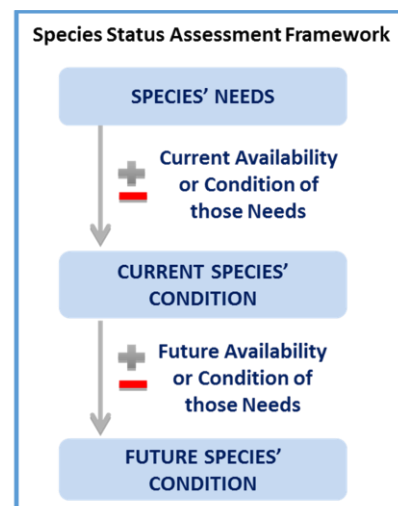 Species Status Assessment Framework
SPECIES' NEEDS
Current Availability
or Condition of
those Needs
CURRENT SPECIES'
CONDITION
Future Availability
or Condition of
those Needs
FUTURE SPECIES'
CONDITION